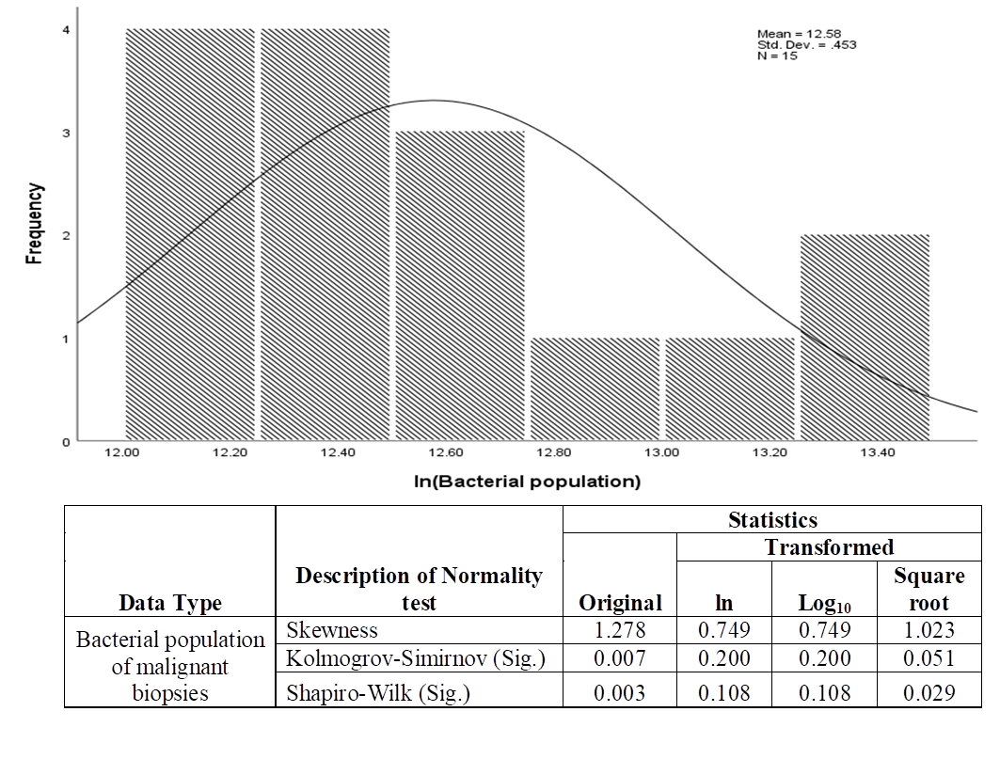 4
Mean = 12.58
Std. Dev. = .453
N = 15
3
2
1
0
Frequency
12.00 12.20 12.40 12.60 12.80 13.00 13.20 13.40
ln(Bacterial population)
Statistics
Transformed
Data Type Description of Normality test Original ln Log₁₀ Square root
Bacterial population of malignant biopsies
Skewness 1.278 0.749 0.749 1.023
Kolmogrov-Simirnov (Sig.) 0.007 0.200 0.200 0.051
Shapiro-Wilk (Sig.) 0.003 0.108 0.108 0.029